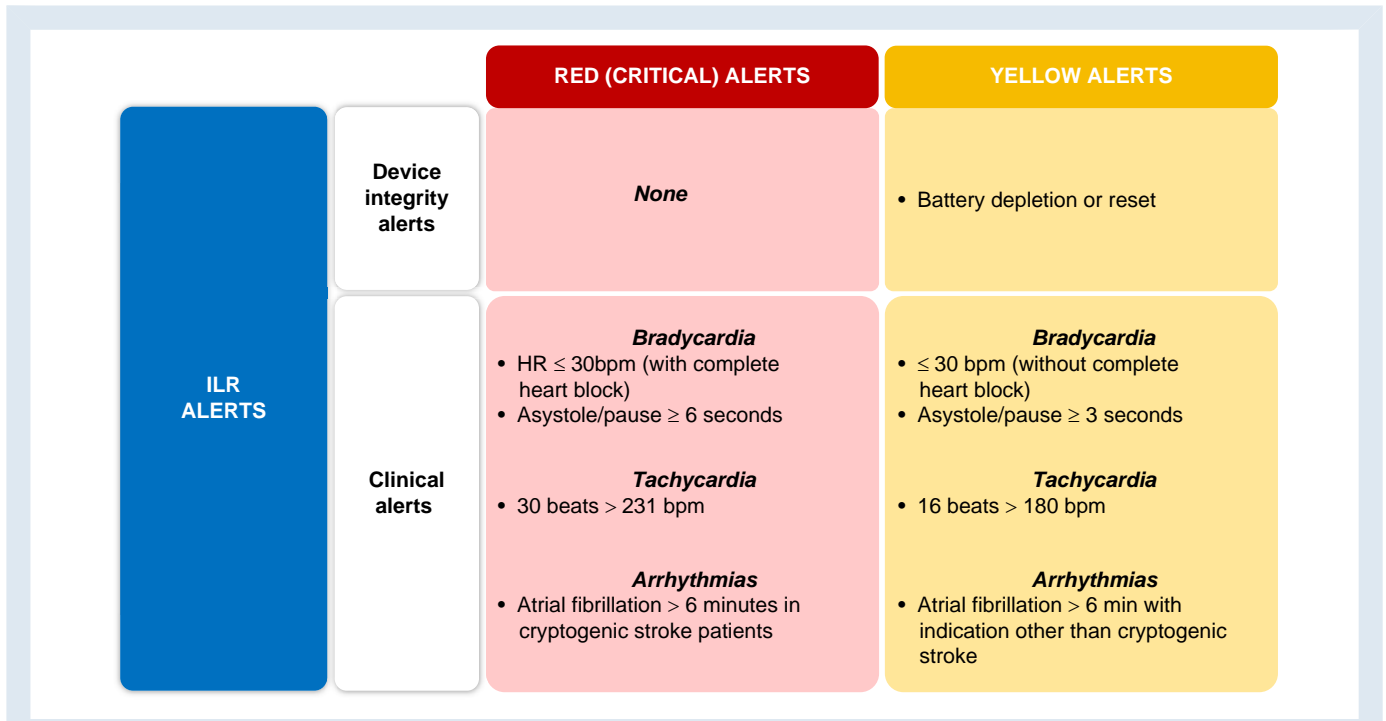 RED (CRITICAL) ALERTS
YELLOW ALERTS
ILR
ALERTS
Device
integrity
alerts
None
• Battery depletion or reset
Clinical
alerts
Bradycardia
• HR ≤ 30bpm (with complete
heart block)
• Asystole/pause ≥ 6 seconds
Tachycardia
• 30 beats > 231 bpm
Arrhythmias
• Atrial fibrillation > 6 minutes in
cryptogenic stroke patients
Bradycardia
• ≤ 30 bpm (without complete
heart block)
• Asystole/pause ≥ 3 seconds
Tachycardia
• 16 beats > 180 bpm
Arrhythmias
• Atrial fibrillation > 6 min with
indication other than cryptogenic
stroke